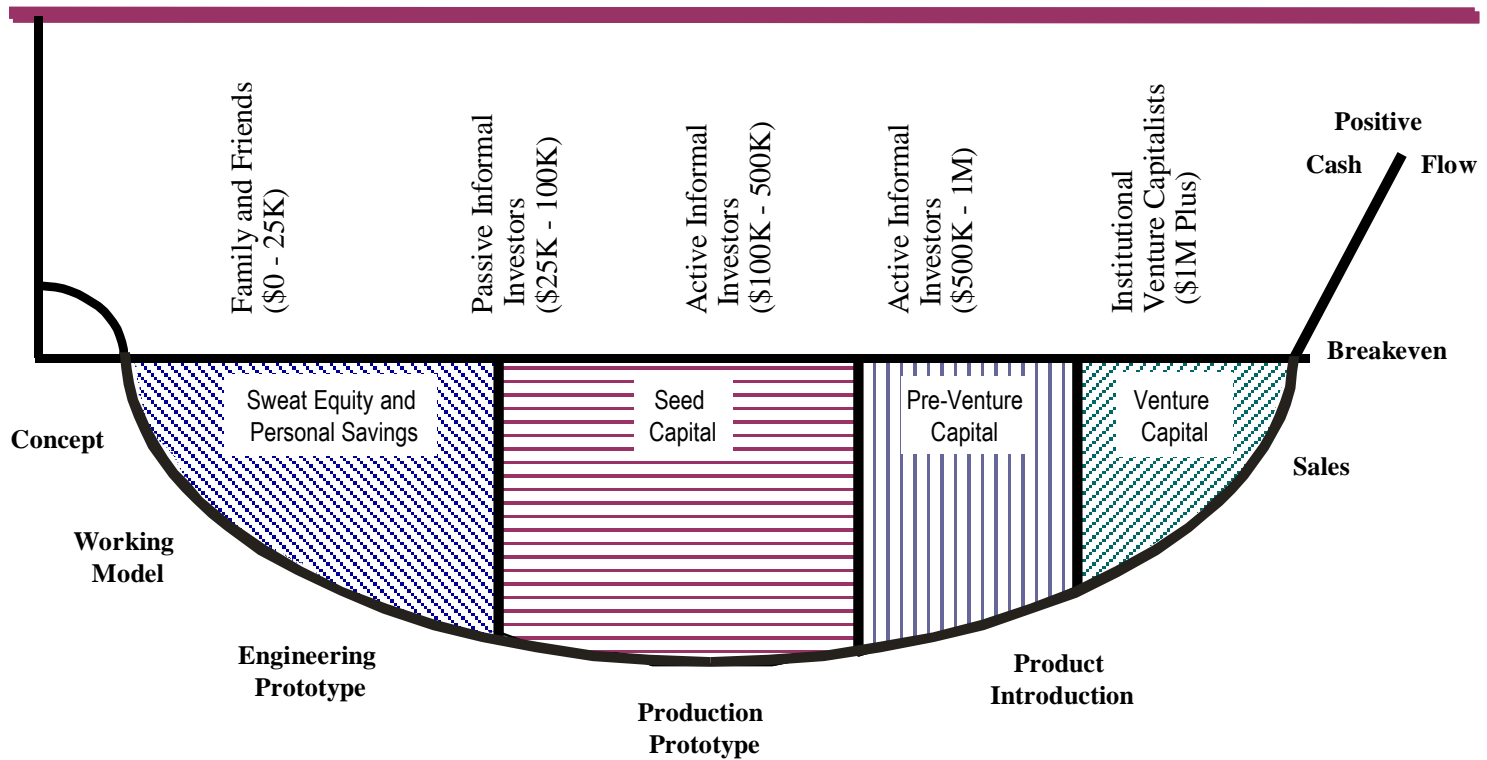 Family and Friends
($0 - 25K)
Passive Informal
Investors
($25K - 100K)
Active Informal
Investors
($100K - 500K)
Active Informal
Investors
($500K - 1M)
Institutional
Venture Capitalists
($1M Plus)
Positive
Cash Flow
Breakeven
Sweat Equity and
Personal Savings
Seed
Capital
Pre-Venture
Capital
Venture
Capital
Concept
Working
Model
Engineering
Prototype
Production
Prototype
Product
Introduction
Sales